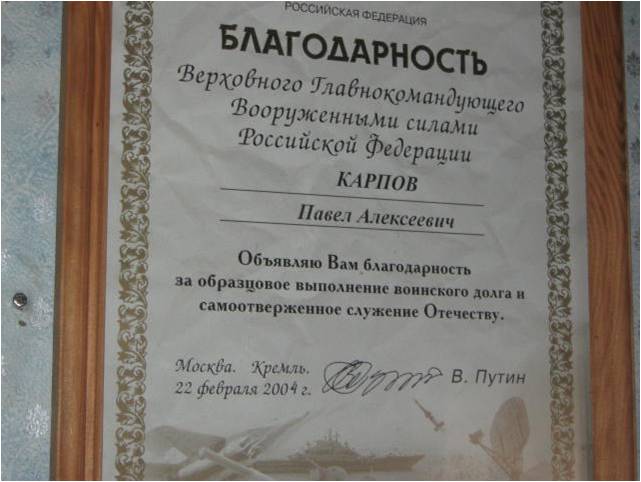 РОССИЙСКАЯ ФЕДЕРАЦИЯ
БЛАГОДАРНОСТЬ
Верховного Главнокомандующего
Вооруженными силами
Российской Федерации
КАРПОВ
Павел Алексеевич
Объявляю Вам благодарность
за образцовое выполнение воинского долга и
самоотверженное служение Отечеству.
Москва. Кремль. В. Путин
22 февраля 2004 г.